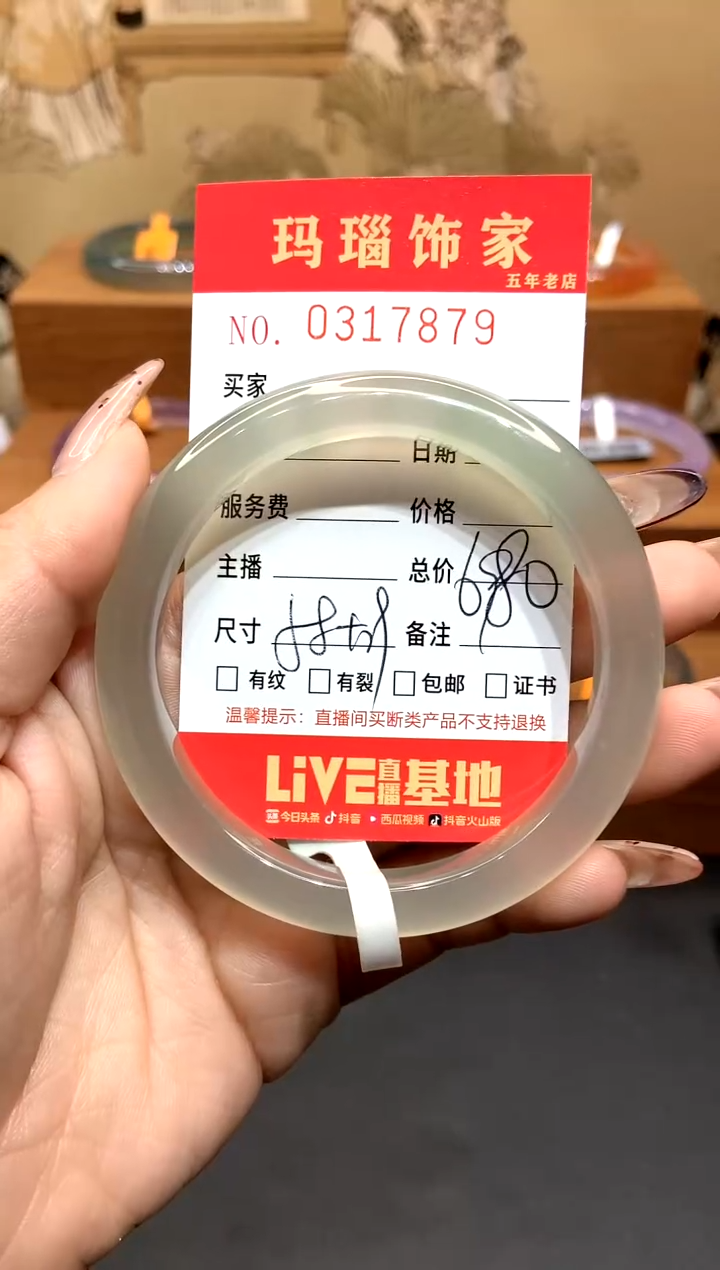 玛瑙饰家
五年老店
NO. 0317879
买家
日期
服务费 价格
主播 总价 680
尺寸 备注
□ 有纹 □ 有裂 □ 包邮 □ 证书
温馨提示：直播间买断类产品不支持退换
LiVE直播基地
今日头条 抖音 西瓜视频 抖音火山版